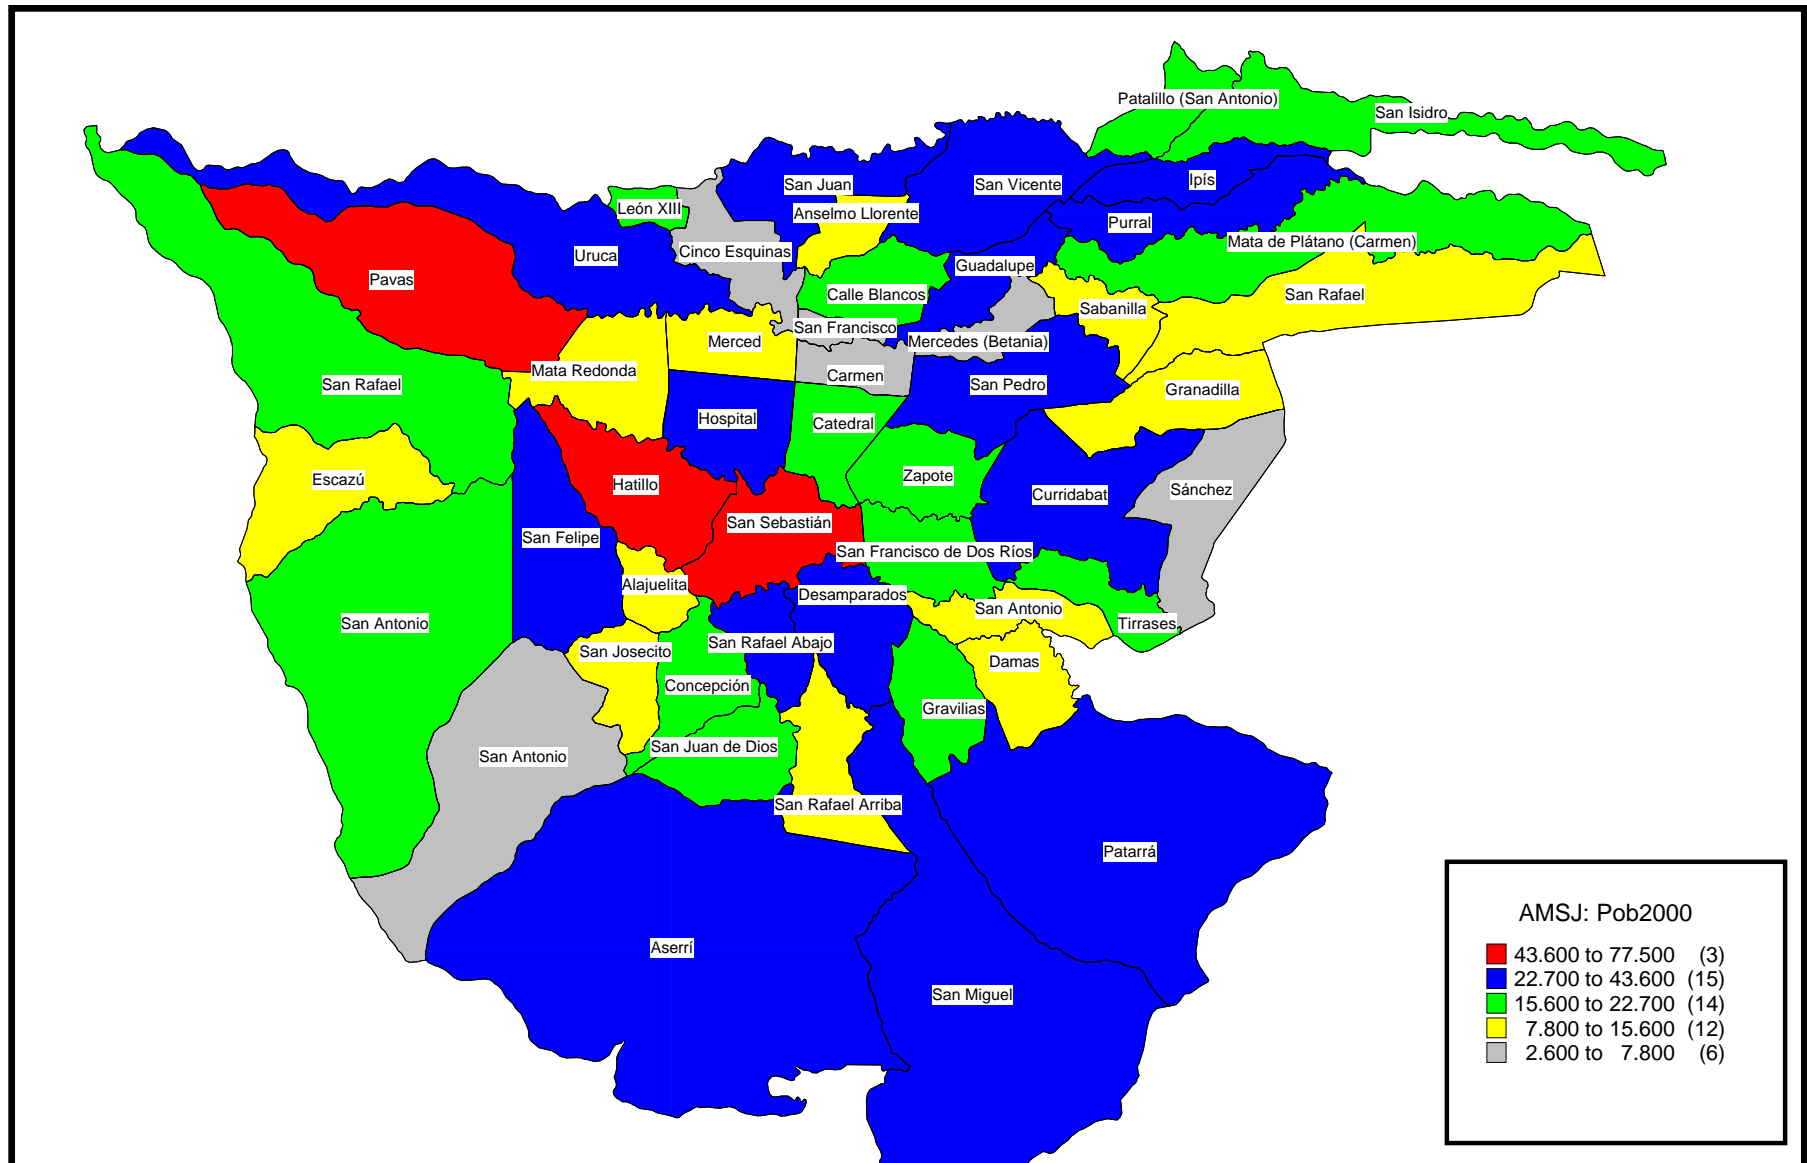 Patalillo (San Antonio)
San Isidro
San Juan
San Vicente
Ipís
León XIII
Anselmo Llorente
Purral
Uruca
Cinco Esquinas
Mata de Plátano (Carmen)
Pavas
Guadalupe
Calle Blancos
San Rafael
Sabanilla
San Francisco
Merced
Mercedes (Betania)
Mata Redonda
Carmen
San Rafael
San Pedro
Granadilla
Hospital
Catedral
Escazú
Hatillo
Zapote
Curridabat
Sánchez
San Sebastián
San Felipe
San Francisco de Dos Ríos
Alajuelita
Desamparados
San Antonio
San Antonio
Tirrases
San Rafael Abajo
San Josecito
Damas
Concepción
Gravilias
San Juan de Dios
San Antonio
San Rafael Arriba
Patarrá
Aserrí
San Miguel
AMSJ: Pob2000
43.600 to 77.500 (3)
22.700 to 43.600 (15)
15.600 to 22.700 (14)
7.800 to 15.600 (12)
2.600 to 7.800 (6)